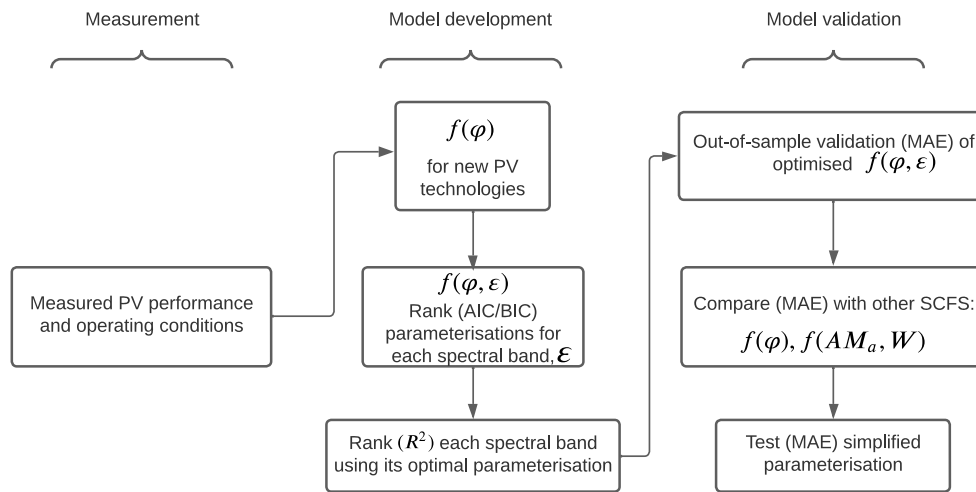 Measurement
Model development
Model validation
Measured PV performance
and operating conditions
f(φ)
for new PV
technologies
f(φ, ε)
Rank (AIC/BIC)
parameterisations for
each spectral band, ε
Rank (R²) each spectral band
using its optimal parameterisation
Out-of-sample validation (MAE) of
optimised f(φ, ε)
Compare (MAE) with other SCFS:
f(φ), f(AMₐ, W)
Test (MAE) simplified
parameterisation